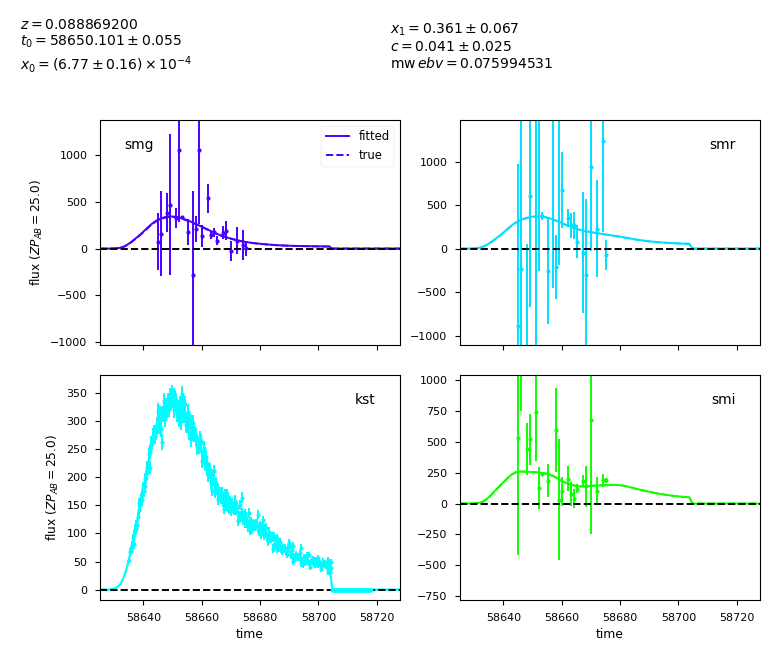 z = 0.088869200
t₀ = 58650.101 ± 0.055
x₀ = (6.77 ± 0.16) × 10⁻⁴
x₁ = 0.361 ± 0.067
c = 0.041 ± 0.025
mw ebv = 0.075994531
smg
fitted
true
flux (ZP_AB = 25.0)
1000
500
0
−500
−1000
smr
1000
500
0
−500
−1000
kst
flux (ZP_AB = 25.0)
350
300
250
200
150
100
50
0
58640 58660 58680 58700 58720
time
smi
1000
750
500
250
0
−250
−500
−750
58640 58660 58680 58700 58720
time